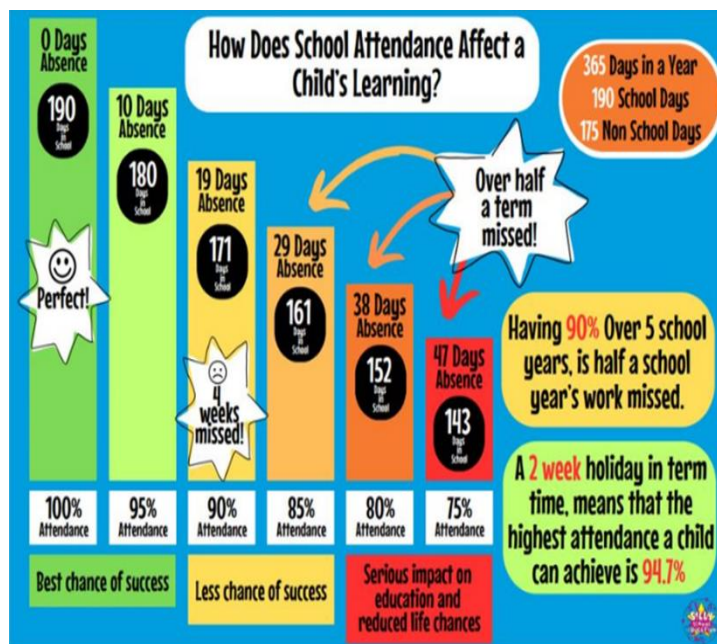 How Does School Attendance Affect a
Child's Learning?
365 Days in a Year
190 School Days
175 Non School Days
0 Days
Absence
190
Days
in
School
Perfect!
10 Days
Absence
180
Days
in
School
19 Days
Absence
171
Days
in
School
4
weeks
missed!
29 Days
Absence
161
Days
in
School
38 Days
Absence
152
Days
in
School
47 Days
Absence
143
Days
in
School
Over half
a term
missed!
Having 90% Over 5 school
years, is half a school
year's work missed.
A 2 week holiday in term
time, means that the
highest attendance a child
can achieve is 94.7%
100%
Attendance
95%
Attendance
90%
Attendance
85%
Attendance
80%
Attendance
75%
Attendance
Best chance of success
Less chance of success
Serious impact on
education and
reduced life chances